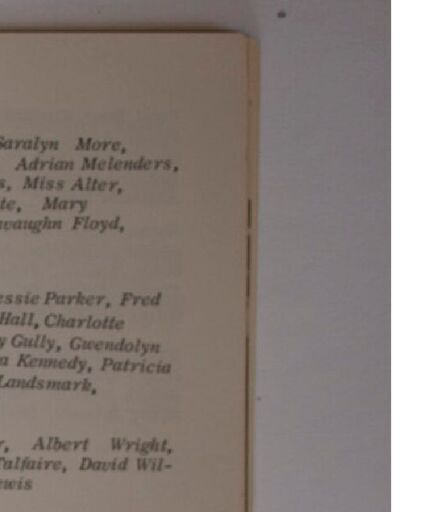 Saralyn More,
Adrian Melenders,
s, Miss Alter,
te, Mary
vaughn Floyd,
essie Parker, Fred
Hall, Charlotte
y Gully, Gwendolyn
a Kennedy, Patricia
Landsmark,
r, Albert Wright,
Talfaire, David Wil-
ewis